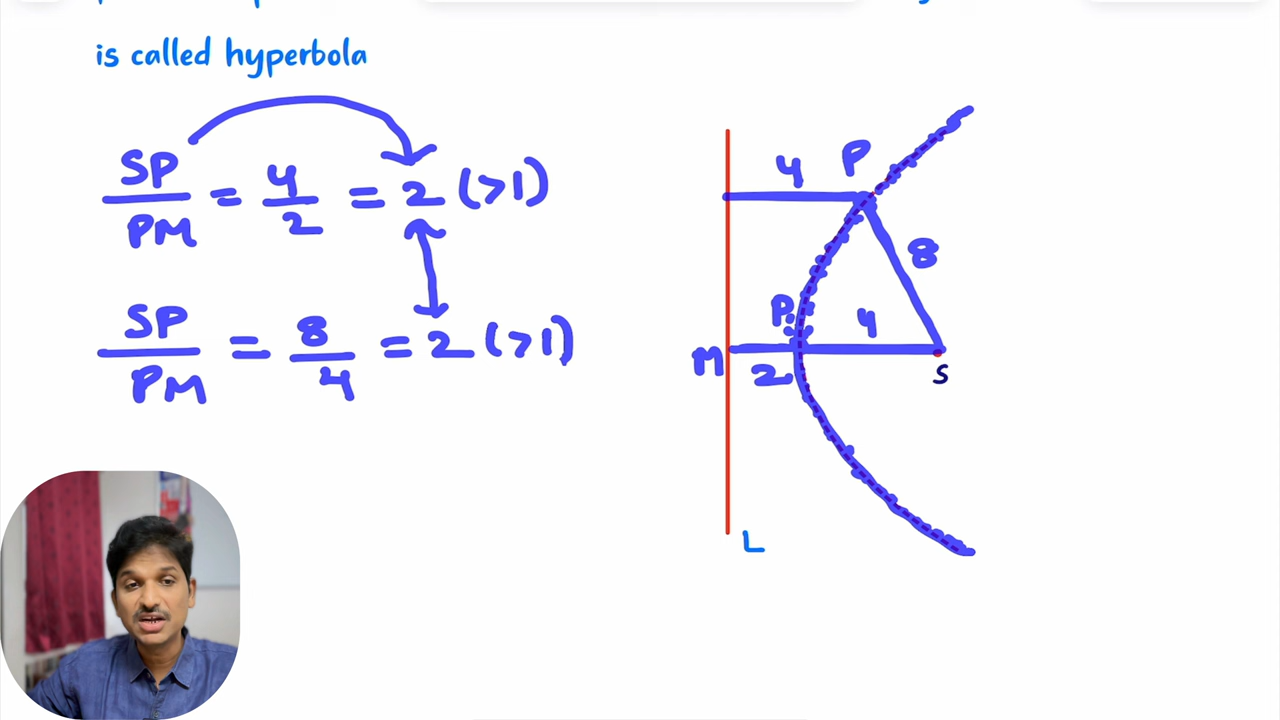 is called hyperbola
SP/PM = 4/2 = 2 (>1)
SP/PM = 8/4 = 2 (>1)
4 P
8
P 4
M 2 S
L